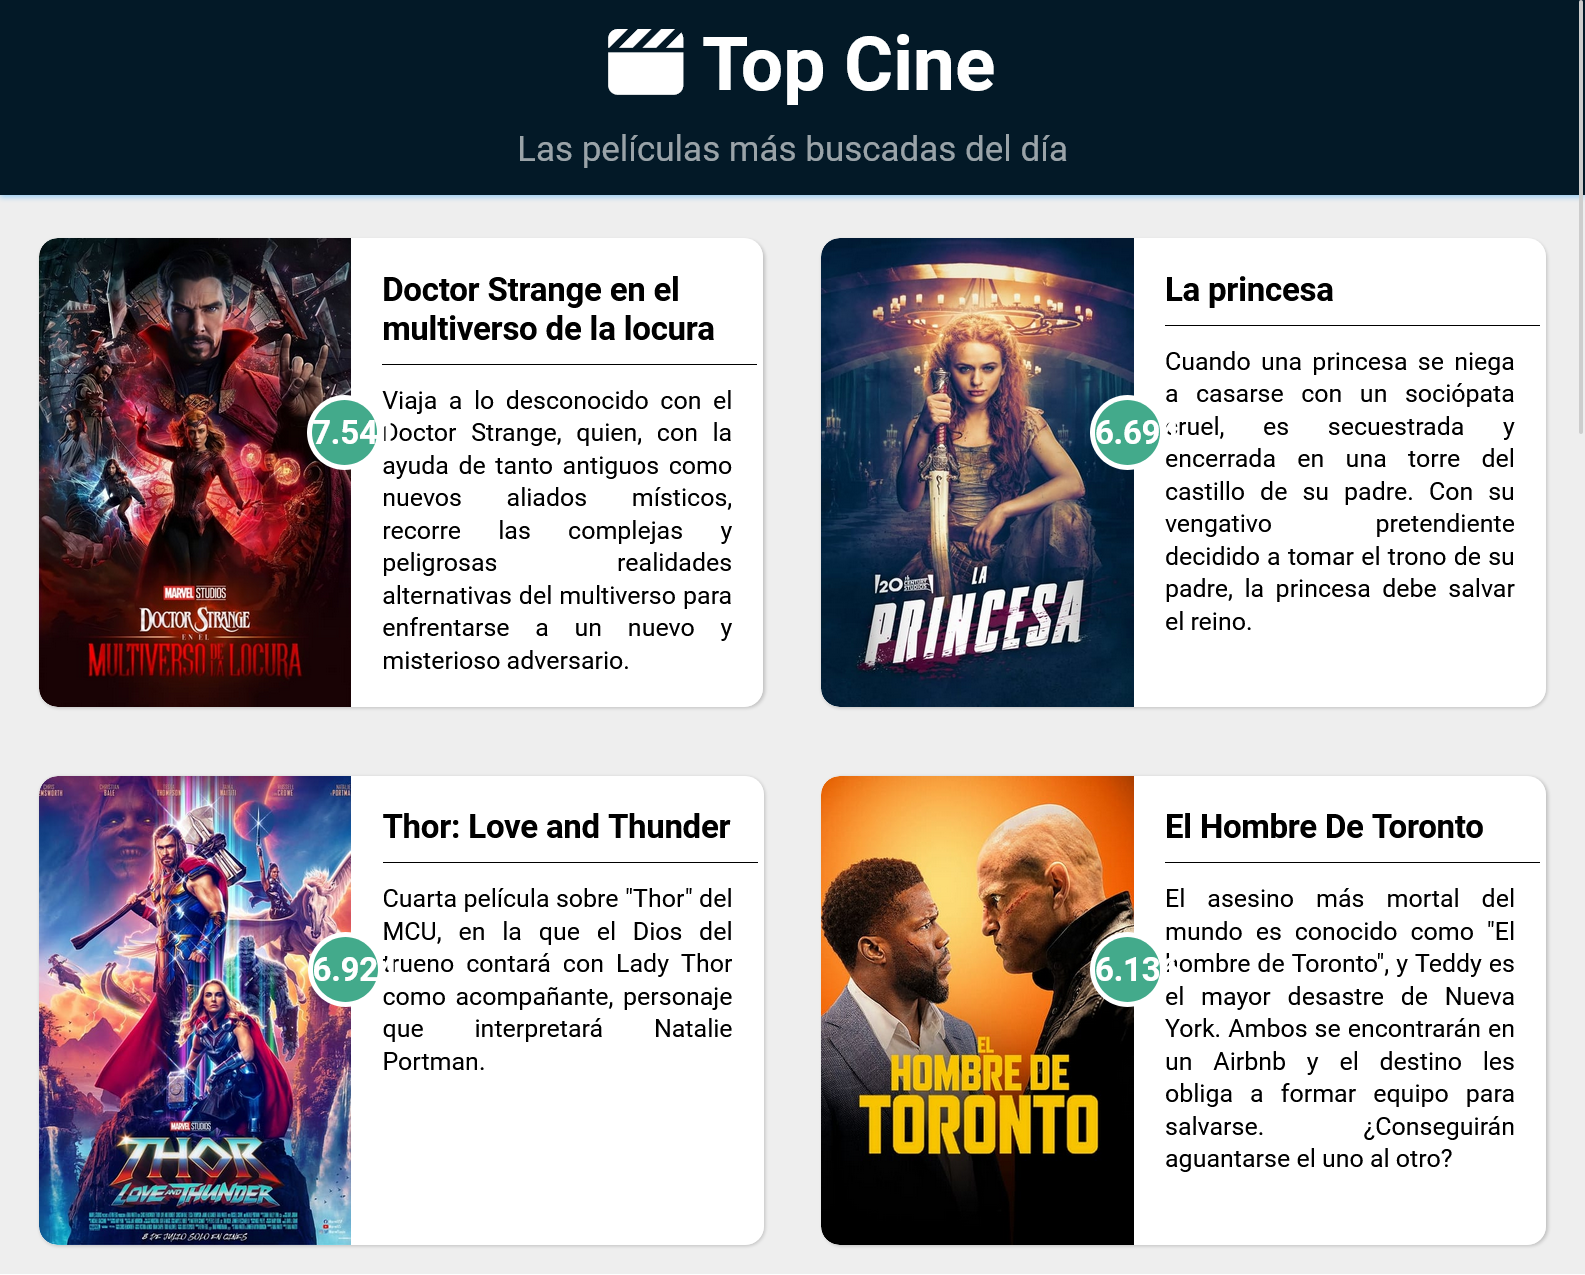 Top Cine
Las películas más buscadas del día
MARVEL STUDIOS
DOCTOR STRANGE
EN EL
MULTIVERSO DE LA LOCURA
7.54
Doctor Strange en el
multiverso de la locura
Viaja a lo desconocido con el
Doctor Strange, quien, con la
ayuda de tanto antiguos como
nuevos aliados místicos,
recorre las complejas y
peligrosas realidades
alternativas del multiverso para
enfrentarse a un nuevo y
misterioso adversario.
20 CENTURY STUDIOS
LA
PRINCESA
6.69
La princesa
Cuando una princesa se niega
a casarse con un sociópata
cruel, es secuestrada y
encerrada en una torre del
castillo de su padre. Con su
vengativo pretendiente
decidido a tomar el trono de su
padre, la princesa debe salvar
el reino.
MARVEL STUDIOS
THOR
LOVE AND THUNDER
8 DE JULIO SOLO EN CINES
6.92
Thor: Love and Thunder
Cuarta película sobre "Thor" del
MCU, en la que el Dios del
trueno contará con Lady Thor
como acompañante, personaje
que interpretará Natalie
Portman.
EL
HOMBRE DE
TORONTO
6.13
El Hombre De Toronto
El asesino más mortal del
mundo es conocido como "El
hombre de Toronto", y Teddy es
el mayor desastre de Nueva
York. Ambos se encontrarán en
un Airbnb y el destino les
obliga a formar equipo para
salvarse. ¿Conseguirán
aguantarse el uno al otro?